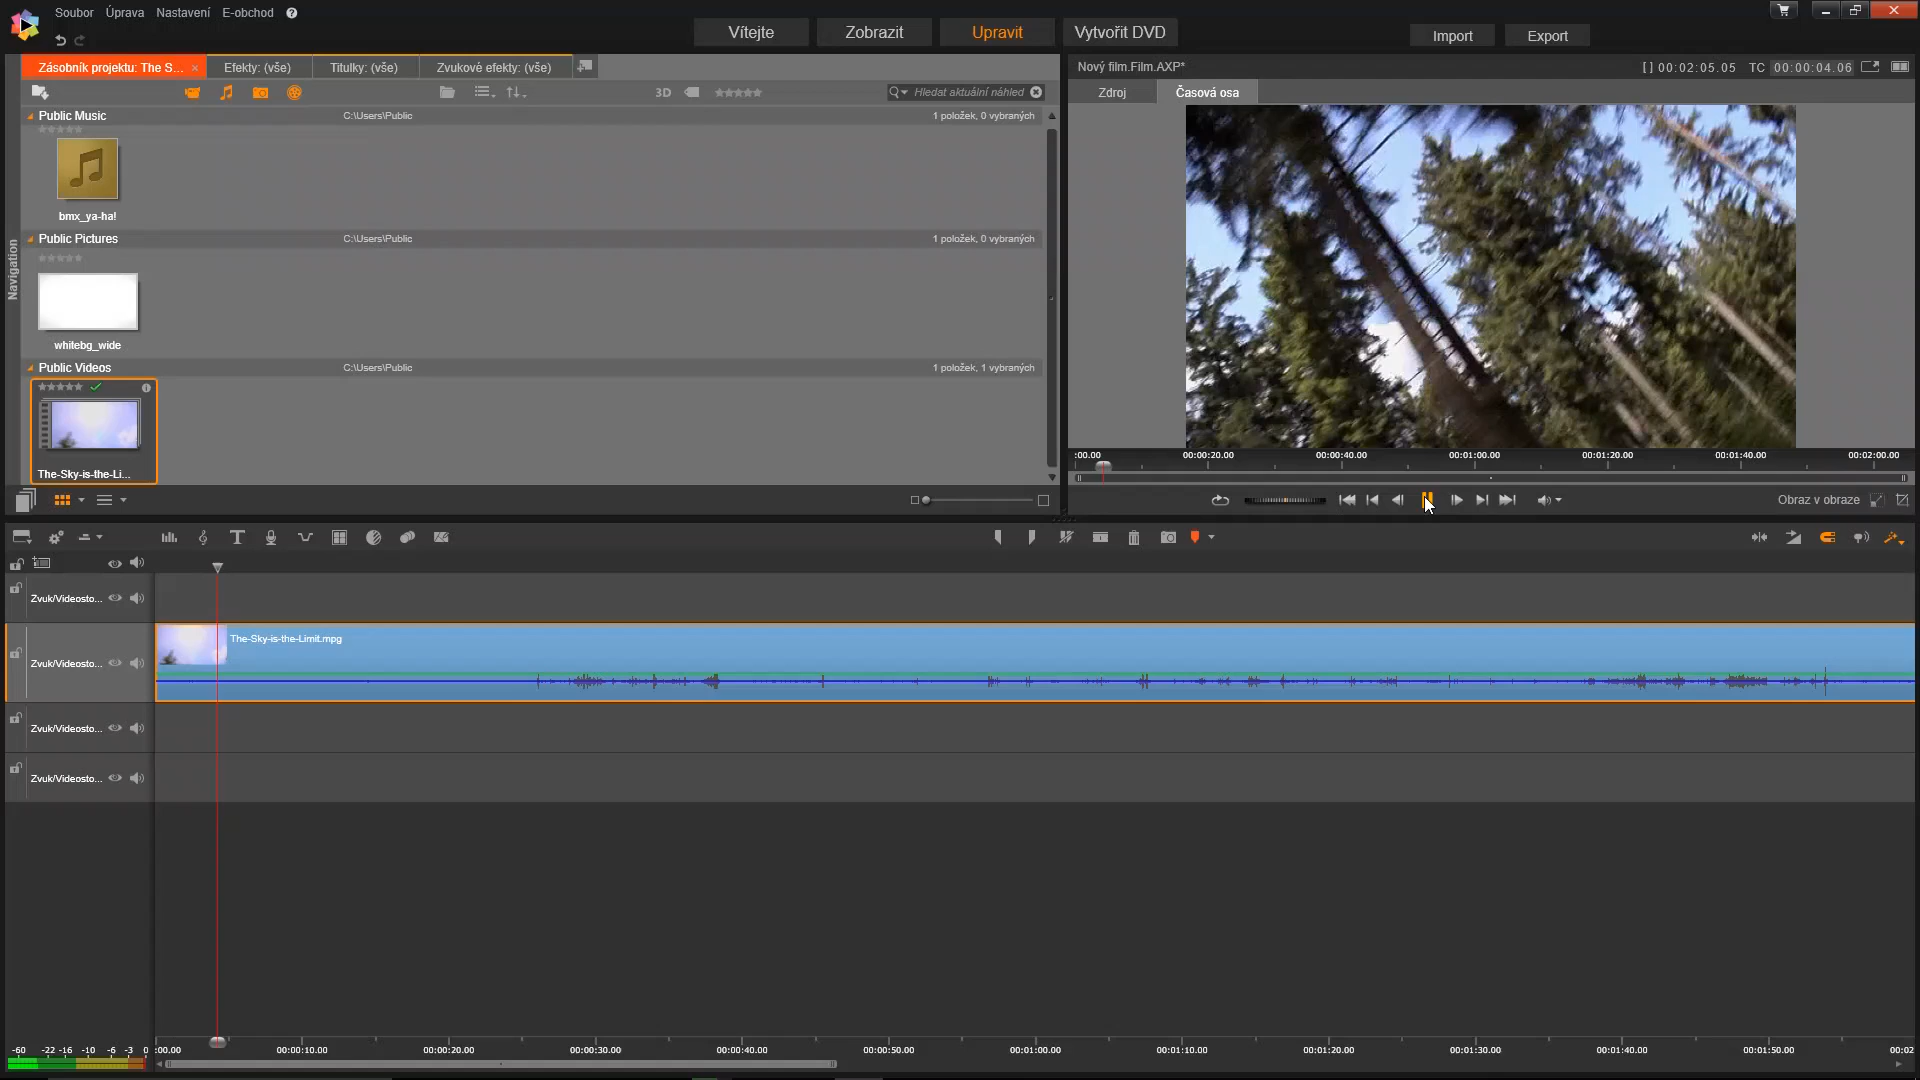 Soubor Úprava Nastavení E-obchod ?
Vítejte Zobrazit Upravit Vytvořit DVD
Import Export
Zásobník projektu: The S... × Efekty: (vše) Titulky: (vše) Zvukové efekty: (vše)
Nový film.Film.AXP* [ ] 00:02:05.05 TC 00:00:04.06
3D Hledat aktuální náhled
Zdroj Časová osa
Public Music C:\Users\Public 1 položek, 0 vybraných
bmx_ya-ha!
Public Pictures C:\Users\Public 1 položek, 0 vybraných
whitebg_wide
Public Videos C:\Users\Public 1 položek, 1 vybraných
The-Sky-is-the-Li...
Navigation
:00.00 00:00:20.00 00:00:40.00 00:01:00.00 00:01:20.00 00:01:40.00 00:02:00.00
Obraz v obraze
Zvuk/Videosto...
Zvuk/Videosto...
The-Sky-is-the-Limit.mpg
Zvuk/Videosto...
Zvuk/Videosto...
-60 -22 -16 -10 -6 -3 0
:00.00 00:00:10.00 00:00:20.00 00:00:30.00 00:00:40.00 00:00:50.00 00:01:00.00 00:01:10.00 00:01:20.00 00:01:30.00 00:01:40.00 00:01:50.00 00:02